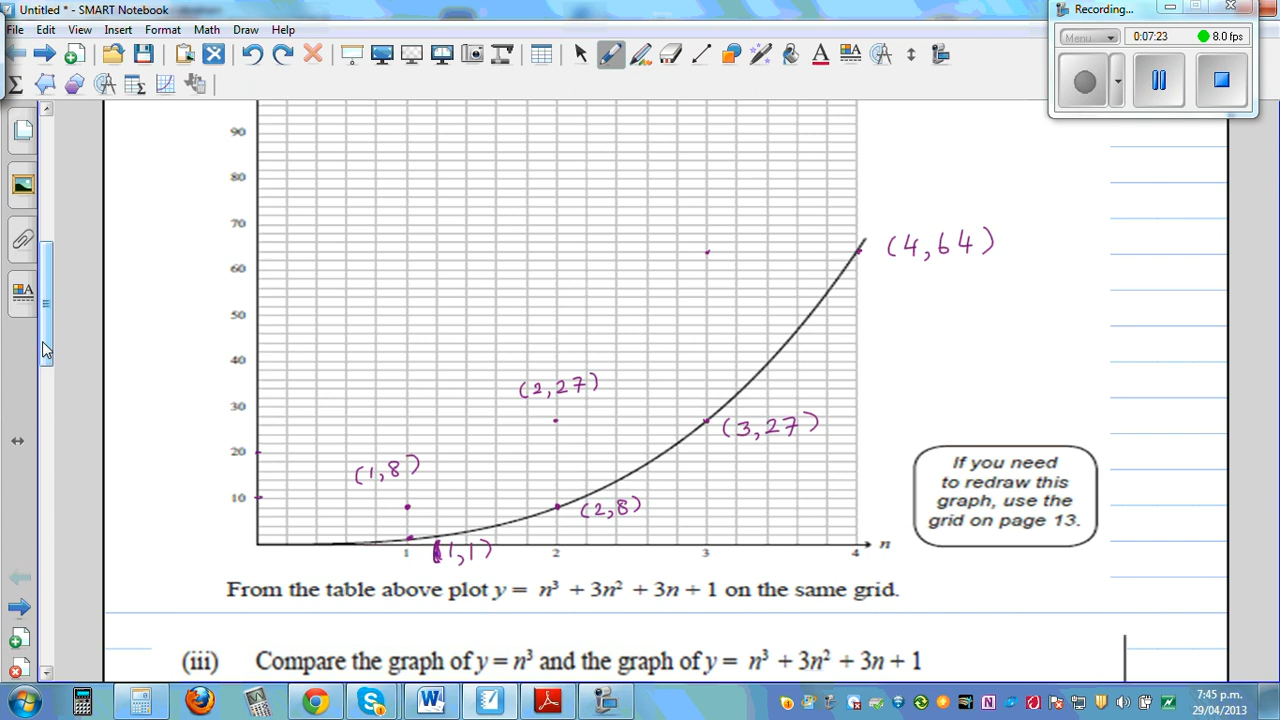 Untitled * - SMART Notebook
Recording...
File Edit View Insert Format Math Draw Help
Menu
0:07:23
8.0 fps
90
80
70
60
50
40
30
20
10
(4,64)
(2,27)
(3,27)
(1,8)
(2,8)
(1,1)
1 2 3 4 n
If you need
to redraw this
graph, use the
grid on page 13.
From the table above plot y = n³ + 3n² + 3n + 1 on the same grid.
(iii) Compare the graph of y = n³ and the graph of y = n³ + 3n² + 3n + 1
7:45 p.m.
29/04/2013